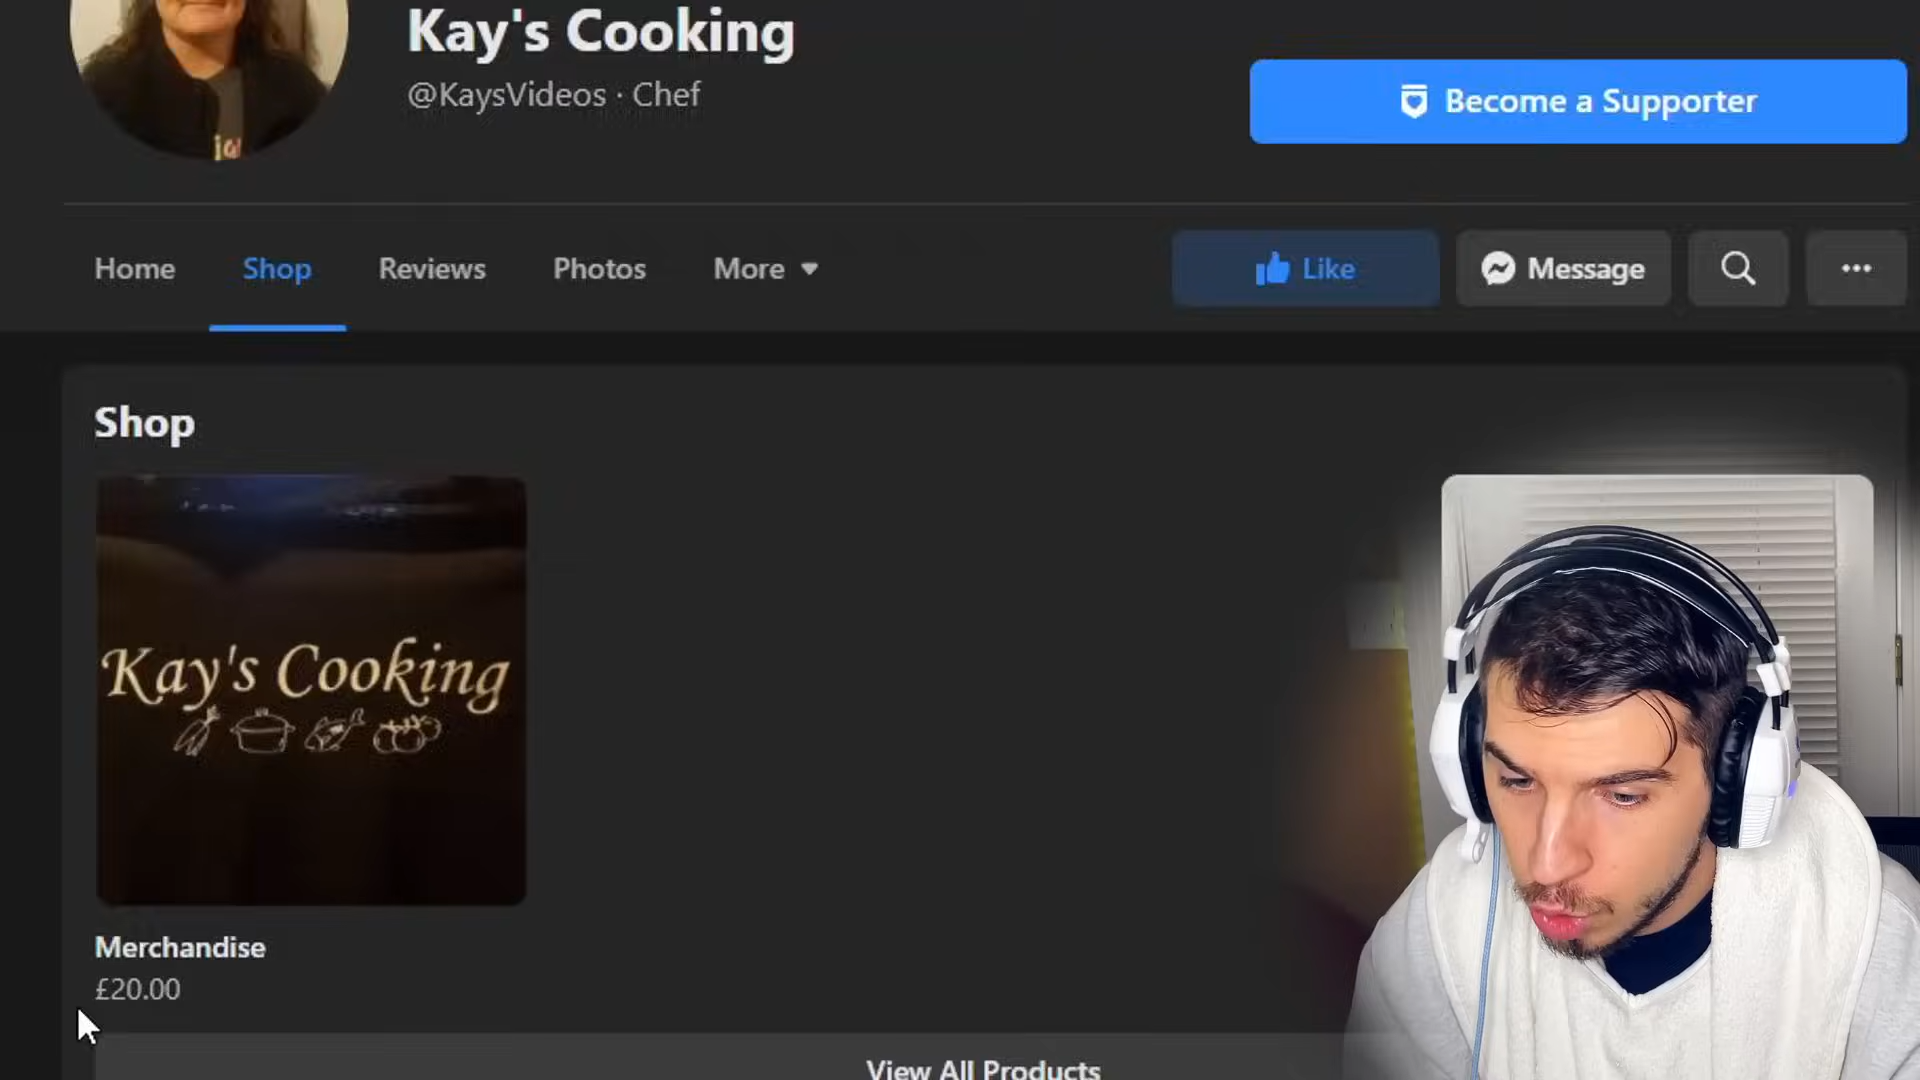 Kay's Cooking
@KaysVideos · Chef
Become a Supporter
Home
Shop
Reviews
Photos
More
Like
Message
Shop
Kay's Cooking
Merchandise
£20.00
View All Products